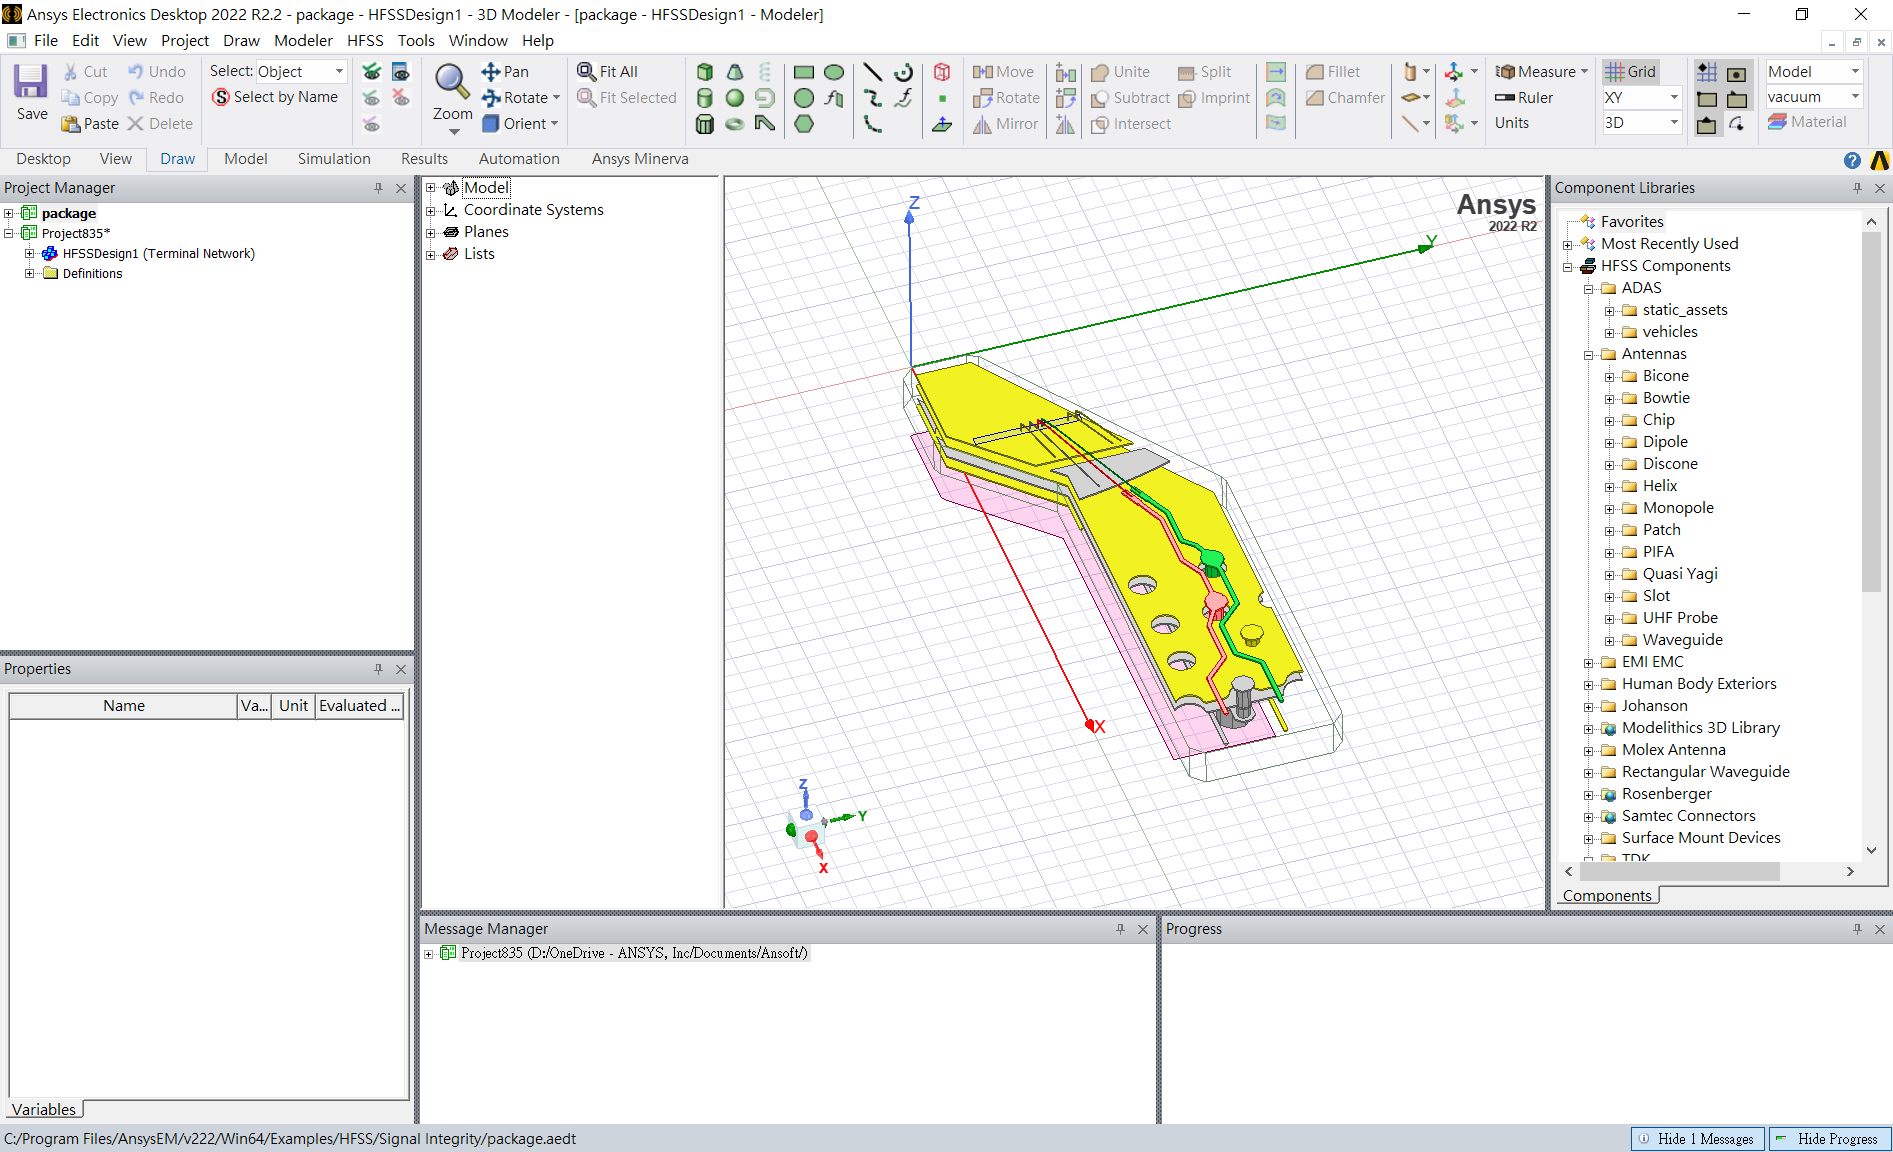 Ansys Electronics Desktop 2022 R2.2 - package - HFSSDesign1 - 3D Modeler - [package - HFSSDesign1 - Modeler]
File Edit View Project Draw Modeler HFSS Tools Window Help
Save
Cut
Copy
Paste
Undo
Redo
Delete
Select: Object
Select by Name
Zoom
Pan
Rotate
Orient
Fit All
Fit Selected
Move
Rotate
Mirror
Unite
Subtract
Intersect
Split
Imprint
Fillet
Chamfer
Measure
Ruler
Units
Grid
XY
3D
Model
vacuum
Material
Desktop View Draw Model Simulation Results Automation Ansys Minerva
Project Manager
package
Project835*
HFSSDesign1 (Terminal Network)
Definitions
Properties
Name Va... Unit Evaluated ...
Variables
Model
Coordinate Systems
Planes
Lists
Ansys
2022 R2
Z
Y
X
Z
Y
X
Component Libraries
Favorites
Most Recently Used
HFSS Components
ADAS
static_assets
vehicles
Antennas
Bicone
Bowtie
Chip
Dipole
Discone
Helix
Monopole
Patch
PIFA
Quasi Yagi
Slot
UHF Probe
Waveguide
EMI EMC
Human Body Exteriors
Johanson
Modelithics 3D Library
Molex Antenna
Rectangular Waveguide
Rosenberger
Samtec Connectors
Surface Mount Devices
TDK
Components
Message Manager
Project835 (D:/OneDrive - ANSYS, Inc/Documents/Ansoft/)
Progress
C:/Program Files/AnsysEM/v222/Win64/Examples/HFSS/Signal Integrity/package.aedt
Hide 1 Messages
Hide Progress